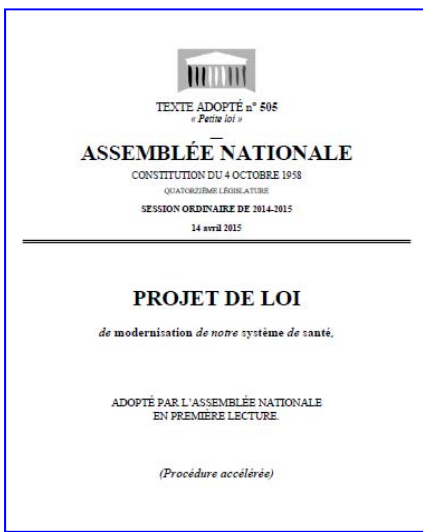 TEXTE ADOPTÉ n° 505
« Petite loi »
ASSEMBLÉE NATIONALE
CONSTITUTION DU 4 OCTOBRE 1958
QUATORZIÈME LÉGISLATURE
SESSION ORDINAIRE DE 2014-2015
14 avril 2015
PROJET DE LOI
de modernisation de notre système de santé,
ADOPTÉ PAR L'ASSEMBLÉE NATIONALE
EN PREMIÈRE LECTURE.
(Procédure accélérée)